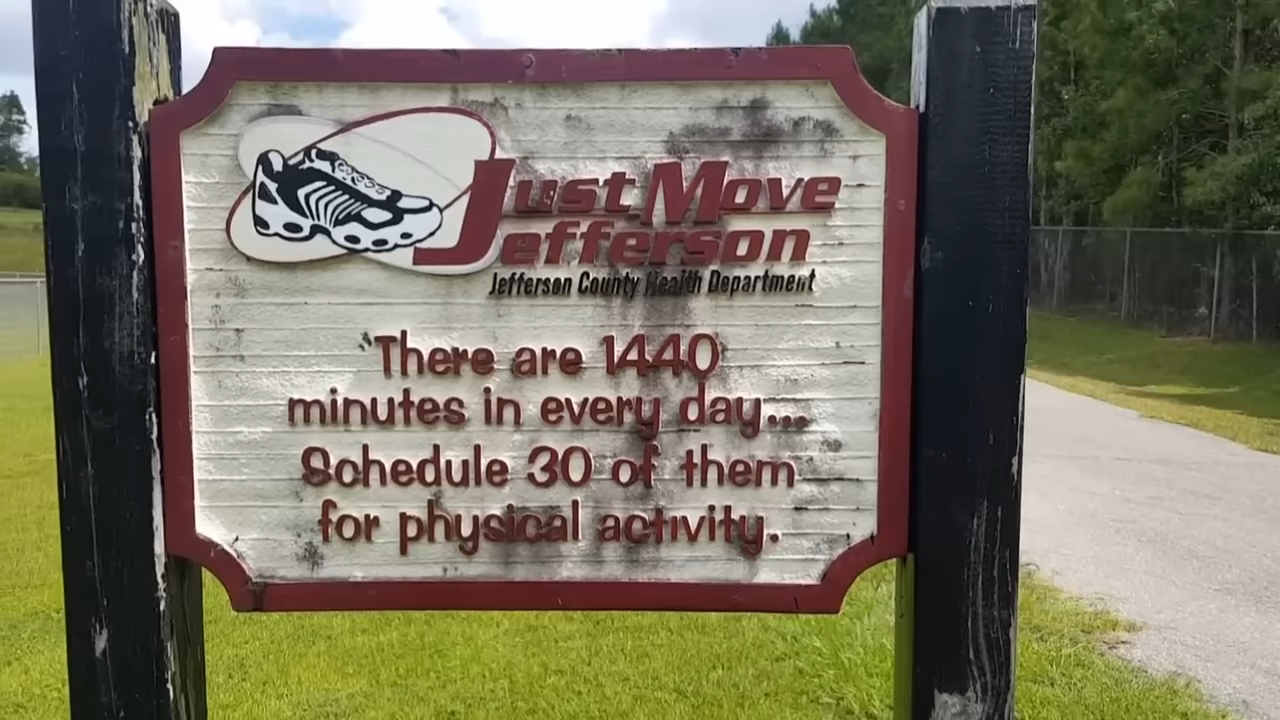 Just Move
Jefferson
Jefferson County Health Department
There are 1440
minutes in every day...
Schedule 30 of them
for physical activity.